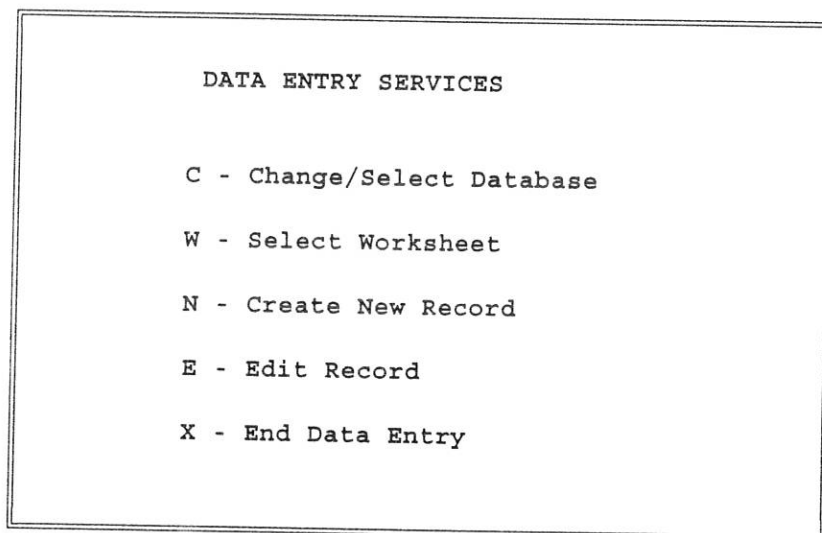 DATA ENTRY SERVICES
C - Change/Select Database
W - Select Worksheet
N - Create New Record
E - Edit Record
X - End Data Entry